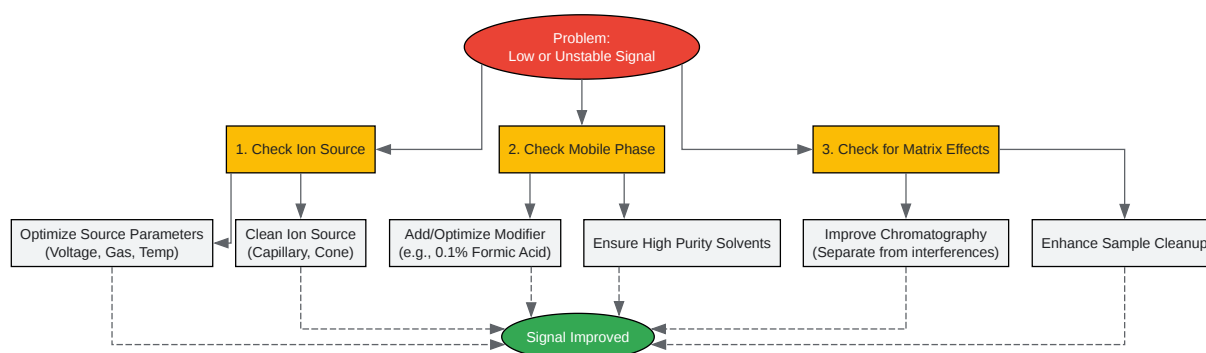 Problem:
Low or Unstable Signal
1. Check Ion Source
2. Check Mobile Phase
3. Check for Matrix Effects
Optimize Source Parameters
(Voltage, Gas, Temp)
Clean Ion Source
(Capillary, Cone)
Add/Optimize Modifier
(e.g., 0.1% Formic Acid)
Ensure High Purity Solvents
Improve Chromatography
(Separate from interferences)
Enhance Sample Cleanup
Signal Improved